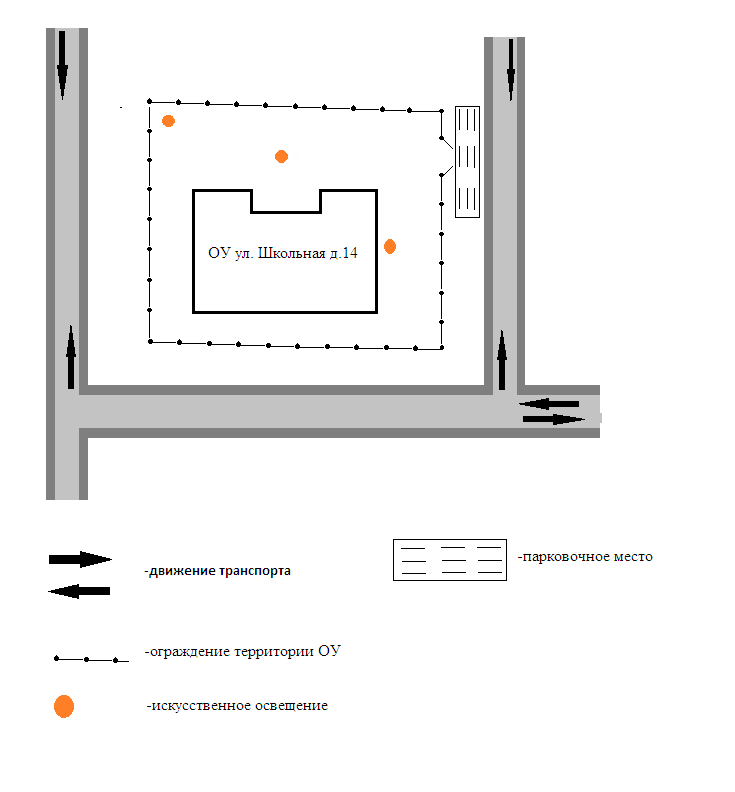 ОУ ул. Школьная д.14
-движение транспорта
-парковочное место
-ограждение территории ОУ
-искусственное освещение